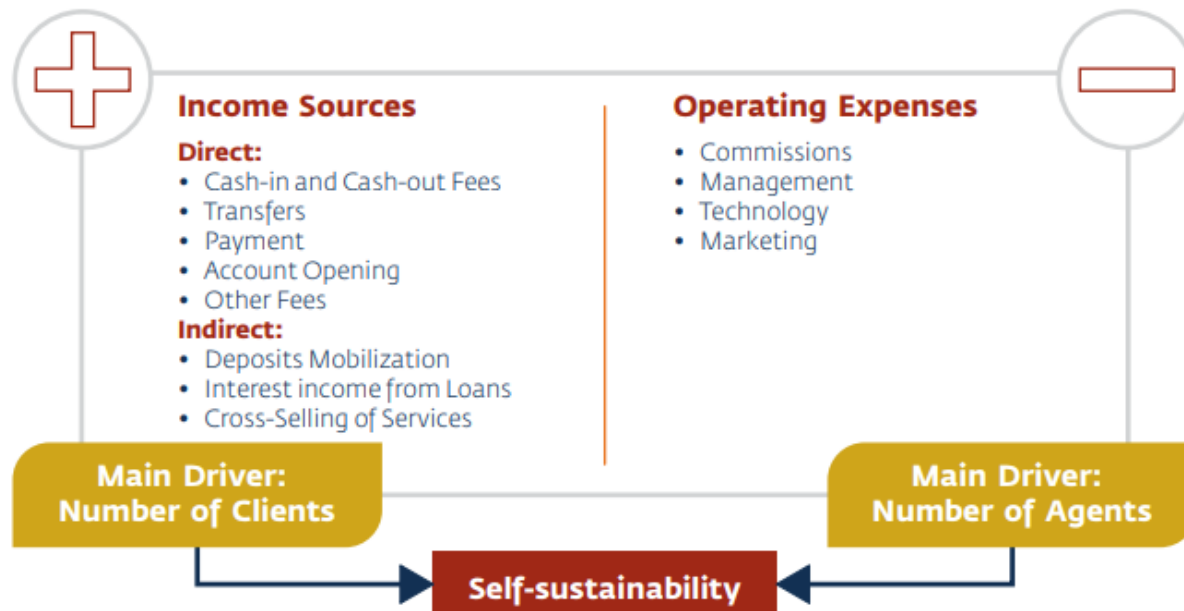 Income Sources
Direct:
• Cash-in and Cash-out Fees
• Transfers
• Payment
• Account Opening
• Other Fees
Indirect:
• Deposits Mobilization
• Interest income from Loans
• Cross-Selling of Services
Operating Expenses
• Commissions
• Management
• Technology
• Marketing
Main Driver:
Number of Clients
Main Driver:
Number of Agents
Self-sustainability